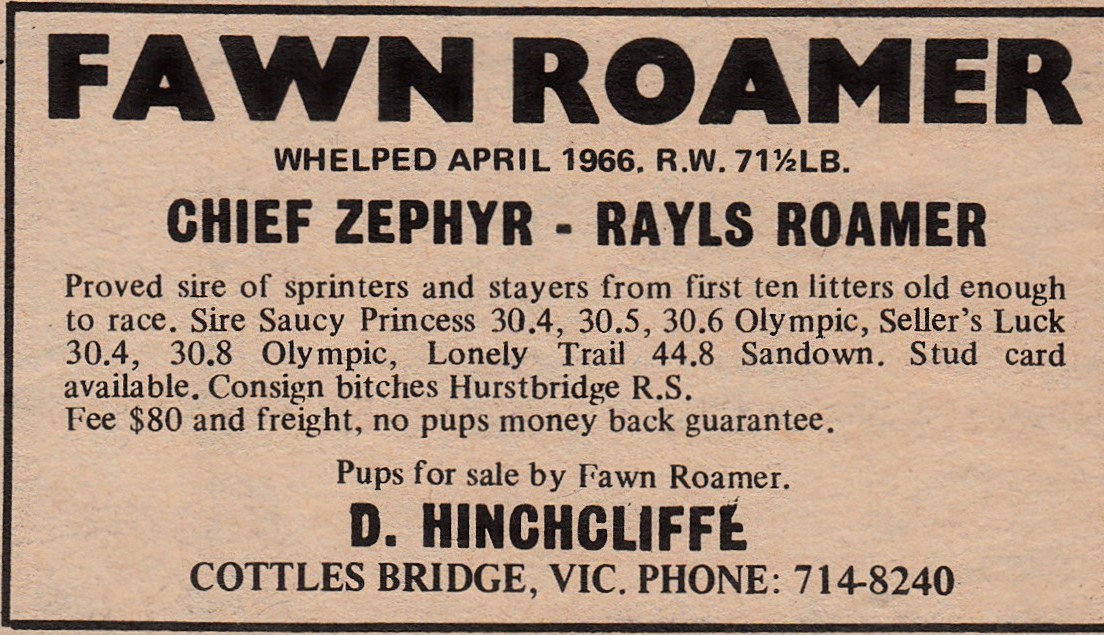 FAWN ROAMER
WHELPED APRIL 1966. R.W. 71½LB.
CHIEF ZEPHYR - RAYLS ROAMER
Proved sire of sprinters and stayers from first ten litters old enough
to race. Sire Saucy Princess 30.4, 30.5, 30.6 Olympic, Seller's Luck
30.4, 30.8 Olympic, Lonely Trail 44.8 Sandown. Stud card
available. Consign bitches Hurstbridge R.S.
Fee $80 and freight, no pups money back guarantee.
Pups for sale by Fawn Roamer.
D. HINCHCLIFFE
COTTLES BRIDGE, VIC. PHONE: 714-8240